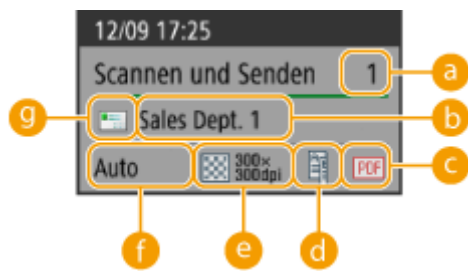 12/09 17:25
Scannen und Senden 1 a
g Sales Dept. 1 b
Auto 300× 300dpi PDF c
f e d